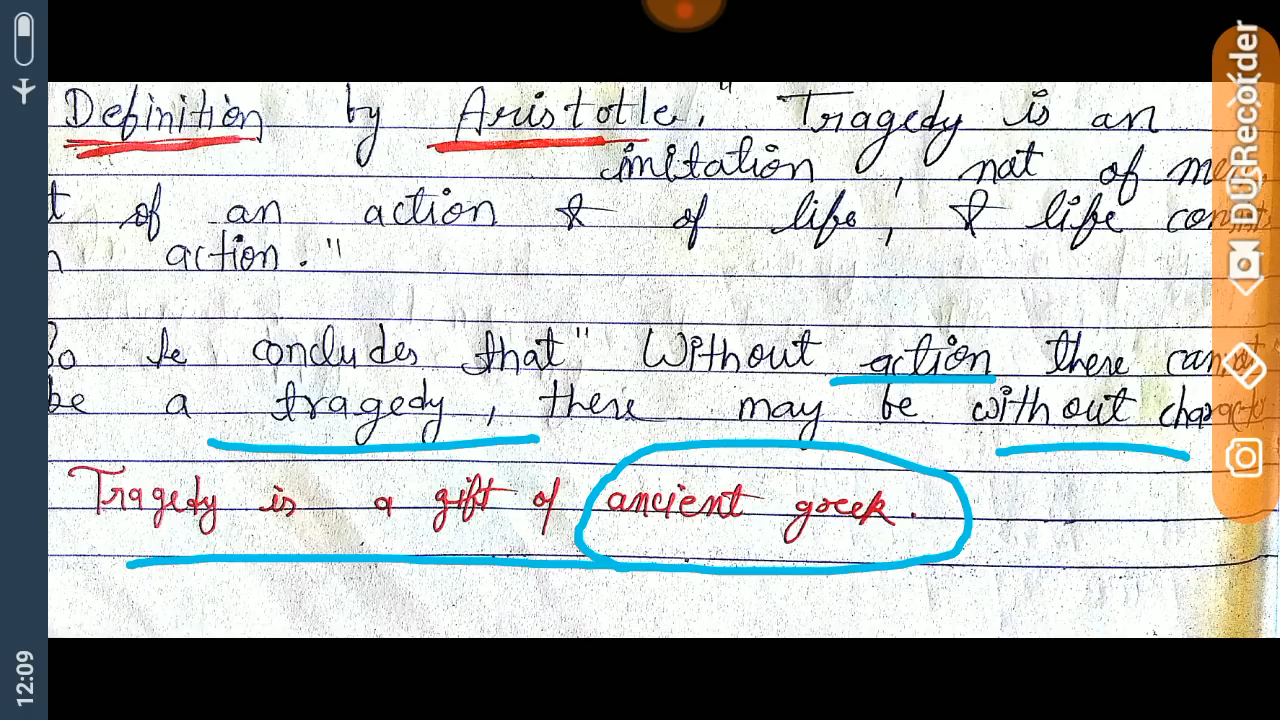 Definition by Aristotle. " Tragedy is an
imitation, not of me
t of an action & of life, & life con
n action."
So he concludes that " Without action there can
be a tragedy, there may be without charact
Tragedy is a gift of ancient greek.
DU Recorder
12:09